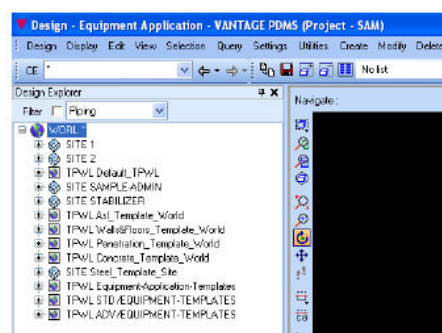 Design - Equipment Application - VANTAGE PDMS (Project - SAM)
Design Display Edit View Selection Query Settings Utilities Create Modify Delete
CE * No list
Design Explorer
Navigate :
Filter Piping
WORL *
SITE 1
SITE 2
TPWL Default_TPWL
SITE SAMPLE-ADMIN
SITE STABILIZER
TPWL Asl_Template_World
TPWL Walls&Floors_Template_World
TPWL Penetration_Template_World
TPWL Concrete_Template_World
SITE Steel_Template_Site
TPWL Equipment-Application-Templates
TPWL STD/EQUIPMENT-TEMPLATES
TPWL ADV/EQUIPMENT-TEMPLATES